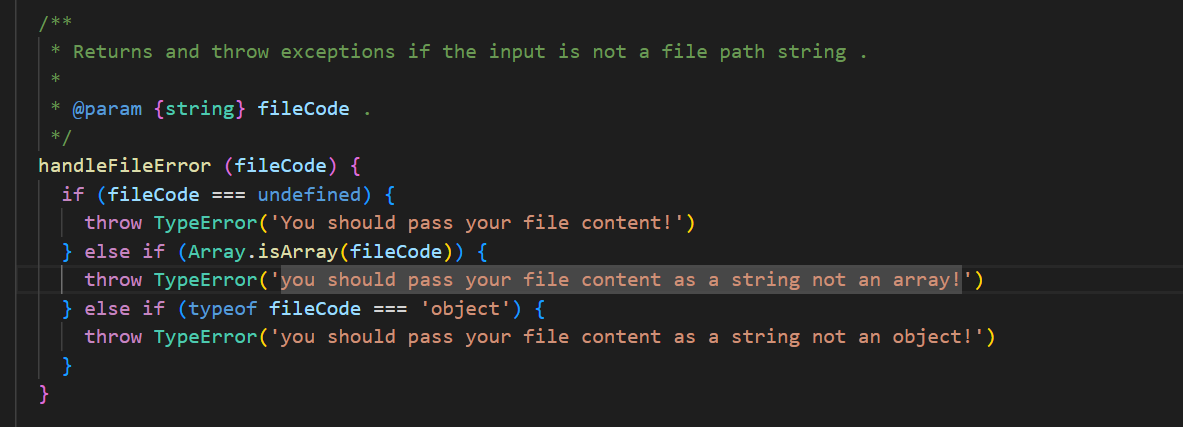 /**
 * Returns and throw exceptions if the input is not a file path string .
 *
 * @param {string} fileCode .
 */
handleFileError (fileCode) {
  if (fileCode === undefined) {
    throw TypeError('You should pass your file content!')
  } else if (Array.isArray(fileCode)) {
    throw TypeError('you should pass your file content as a string not an array!')
  } else if (typeof fileCode === 'object') {
    throw TypeError('you should pass your file content as a string not an object!')
  }
}